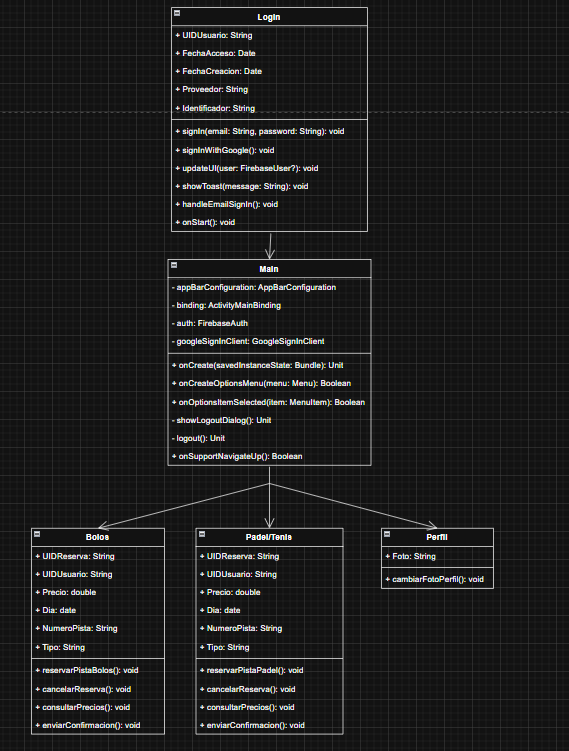 Login
+ UIDUsuario: String
+ FechaAcceso: Date
+ FechaCreacion: Date
+ Proveedor: String
+ Identificador: String
+ signIn(email: String, password: String): void
+ signInWithGoogle(): void
+ updateUI(user: FirebaseUser?): void
+ showToast(message: String): void
+ handleEmailSignIn(): void
+ onStart(): void
Main
- appBarConfiguration: AppBarConfiguration
- binding: ActivityMainBinding
- auth: FirebaseAuth
- googleSignInClient: GoogleSignInClient
+ onCreate(savedInstanceState: Bundle): Unit
+ onCreateOptionsMenu(menu: Menu): Boolean
+ onOptionsItemSelected(item: MenuItem): Boolean
- showLogoutDialog(): Unit
- logout(): Unit
+ onSupportNavigateUp(): Boolean
Bolos
+ UIDReserva: String
+ UIDUsuario: String
+ Precio: double
+ Dia: date
+ NumeroPista: String
+ Tipo: String
+ reservarPistaBolos(): void
+ cancelarReserva(): void
+ consultarPrecios(): void
+ enviarConfirmacion(): void
Padel/Tenis
+ UIDReserva: String
+ UIDUsuario: String
+ Precio: double
+ Dia: date
+ NumeroPista: String
+ Tipo: String
+ reservarPistaPadel(): void
+ cancelarReserva(): void
+ consultarPrecios(): void
+ enviarConfirmacion(): void
Perfil
+ Foto: String
+ cambiarFotoPerfil(): void